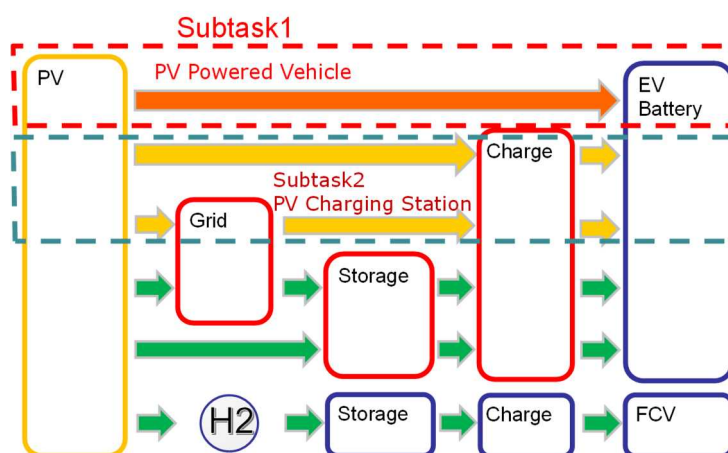 Subtask1
PV
PV Powered Vehicle
EV
Battery
Charge
Subtask2
PV Charging Station
Grid
Storage
H2
Storage
Charge
FCV